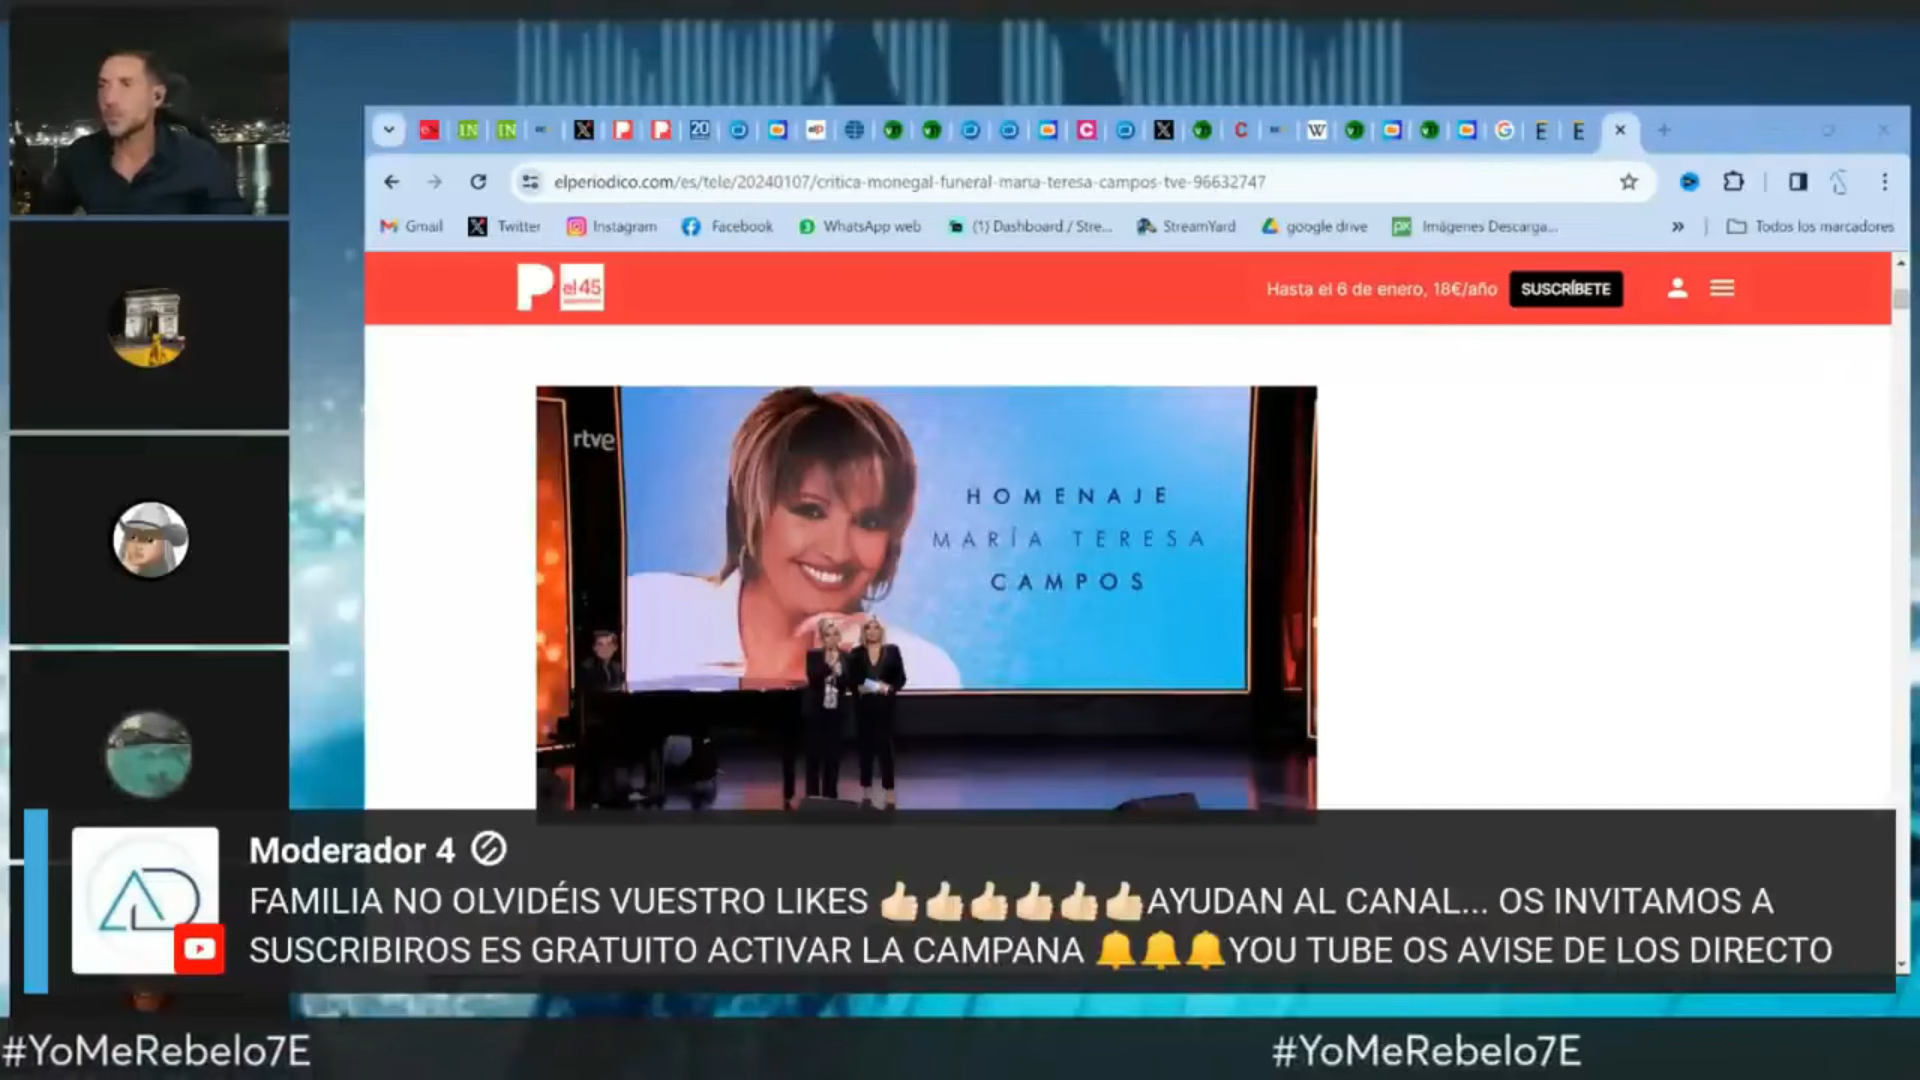 elperiodico.com/es/tele/20240107/critica-monegal-funeral-maria-teresa-campos-tve-96632747
Gmail
Twitter
Instagram
Facebook
WhatsApp web
(1) Dashboard / Stre...
StreamYard
google drive
Imágenes Descarga...
»
Todos los marcadores
P
el 45
Hasta el 6 de enero, 18€/año
SUSCRÍBETE
rtve
HOMENAJE
MARÍA TERESA
CAMPOS
AD
Moderador 4
FAMILIA NO OLVIDÉIS VUESTRO LIKES 👍🏻👍🏻👍🏻👍🏻👍🏻👍🏻AYUDAN AL CANAL... OS INVITAMOS A
SUSCRIBIROS ES GRATUITO ACTIVAR LA CAMPANA 🔔🔔🔔YOU TUBE OS AVISE DE LOS DIRECTO
#YoMeRebelo7E
#YoMeRebelo7E